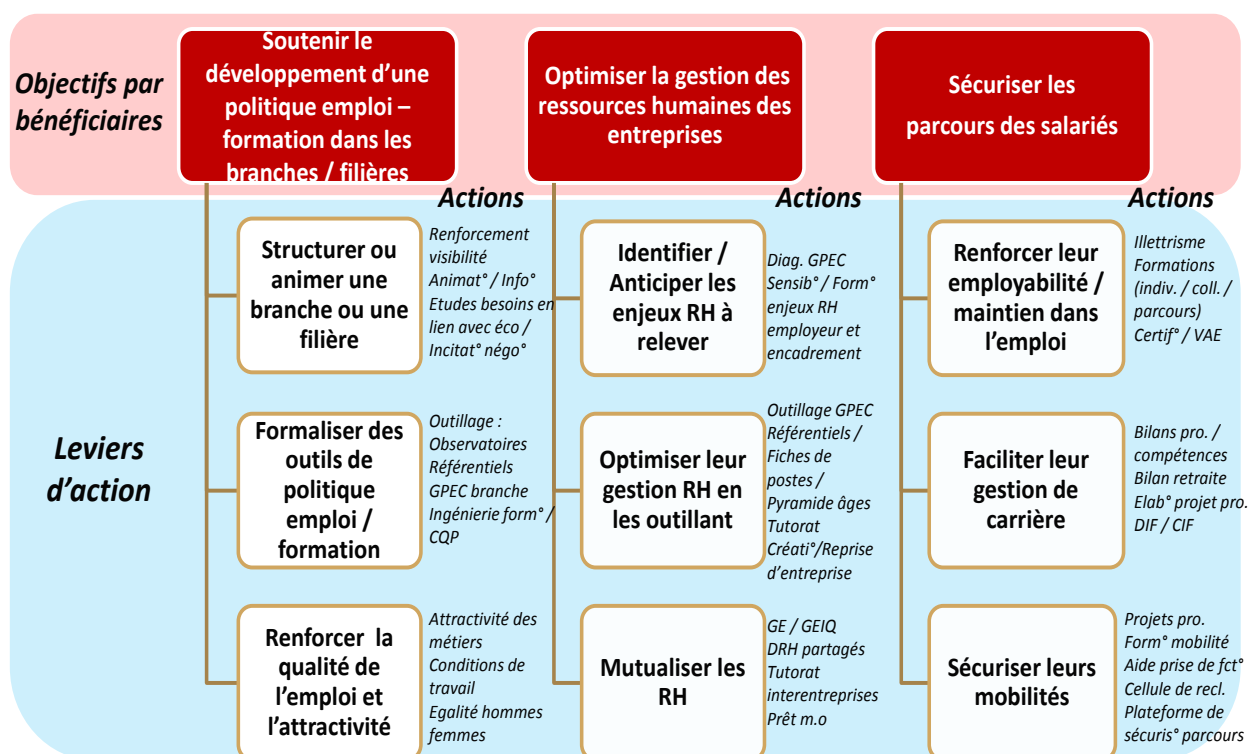 Objectifs par
bénéficiaires
Soutenir le
développement d’une
politique emploi –
formation dans les
branches / filières
Optimiser la gestion des
ressources humaines des
entreprises
Sécuriser les
parcours des salariés
Leviers
d’action
Actions
Structurer ou
animer une
branche ou une
filière
Renforcement
visibilité
Animat° / Info°
Etudes besoins en
lien avec éco /
Incitat° négo°
Formaliser des
outils de
politique
emploi /
formation
Outillage :
Observatoires
Référentiels
GPEC branche
Ingénierie form° /
CQP
Renforcer la
qualité de
l’emploi et
l’attractivité
Attractivité des
métiers
Conditions de
travail
Egalité hommes
femmes
Actions
Identifier /
Anticiper les
enjeux RH à
relever
Diag. GPEC
Sensib° / Form°
enjeux RH
employeur et
encadrement
Optimiser leur
gestion RH en
les outillant
Outillage GPEC
Référentiels /
Fiches de
postes /
Pyramide âges
Tutorat
Créati°/Reprise
d’entreprise
Mutualiser les
RH
GE / GEIQ
DRH partagés
Tutorat
interentreprises
Prêt m.o
Actions
Renforcer leur
employabilité /
maintien dans
l’emploi
Illettrisme
Formations
(indiv. / coll. /
parcours)
Certif° / VAE
Faciliter leur
gestion de
carrière
Bilans pro. /
compétences
Bilan retraite
Elab° projet pro.
DIF / CIF
Sécuriser leurs
mobilités
Projets pro.
Form° mobilité
Aide prise de fct°
Cellule de recl.
Plateforme de
sécuris° parcours